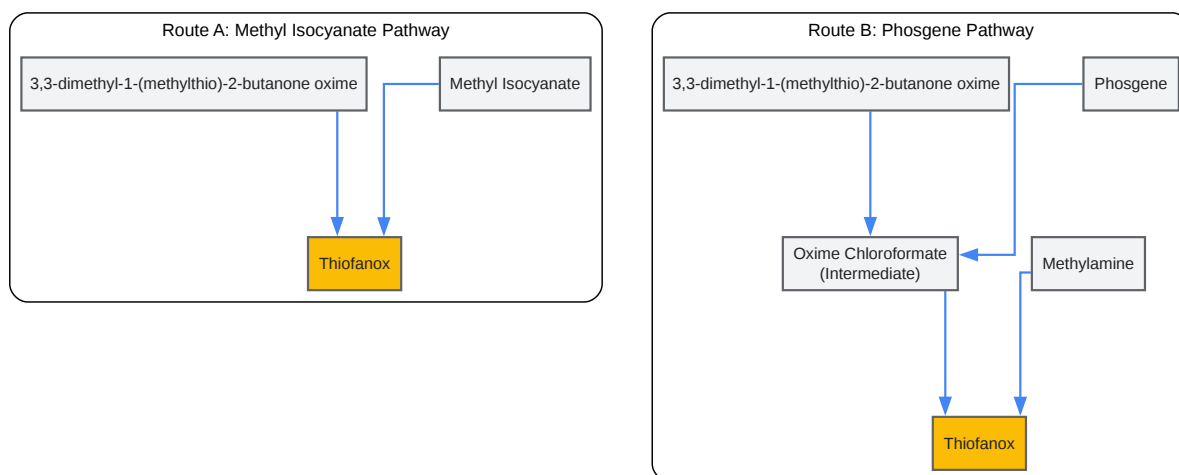 Route A: Methyl Isocyanate Pathway
3,3-dimethyl-1-(methylthio)-2-butanone oxime
Methyl Isocyanate
Thiofanox
Route B: Phosgene Pathway
3,3-dimethyl-1-(methylthio)-2-butanone oxime
Phosgene
Oxime Chloroformate
(Intermediate)
Methylamine
Thiofanox